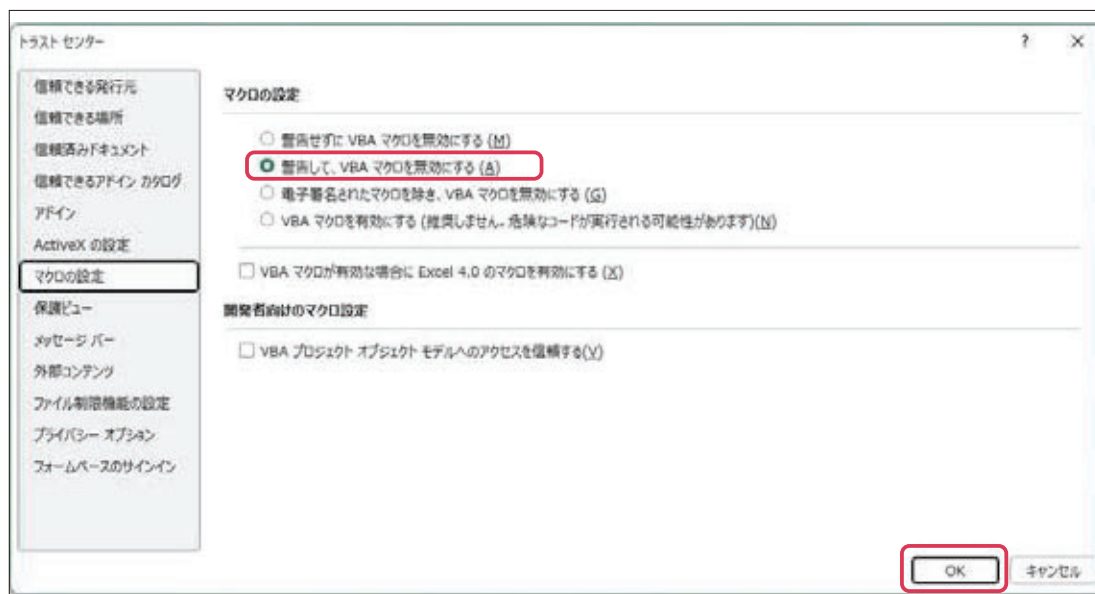 トラスト センター
? ×
信頼できる発行元
信頼できる場所
信頼済みドキュメント
信頼できるアドイン カタログ
アドイン
ActiveX の設定
マクロの設定
保護ビュー
メッセージ バー
外部コンテンツ
ファイル制限機能の設定
プライバシー オプション
フォームベースのサインイン
マクロの設定
警告せずに VBA マクロを無効にする (M)
警告して、VBA マクロを無効にする (A)
電子署名されたマクロを除き、VBA マクロを無効にする (G)
VBA マクロを有効にする (推奨しません。危険なコードが実行される可能性があります)(N)
VBA マクロが有効な場合に Excel 4.0 のマクロを有効にする (X)
開発者向けのマクロ設定
VBA プロジェクト オブジェクト モデルへのアクセスを信頼する(V)
OK
キャンセル